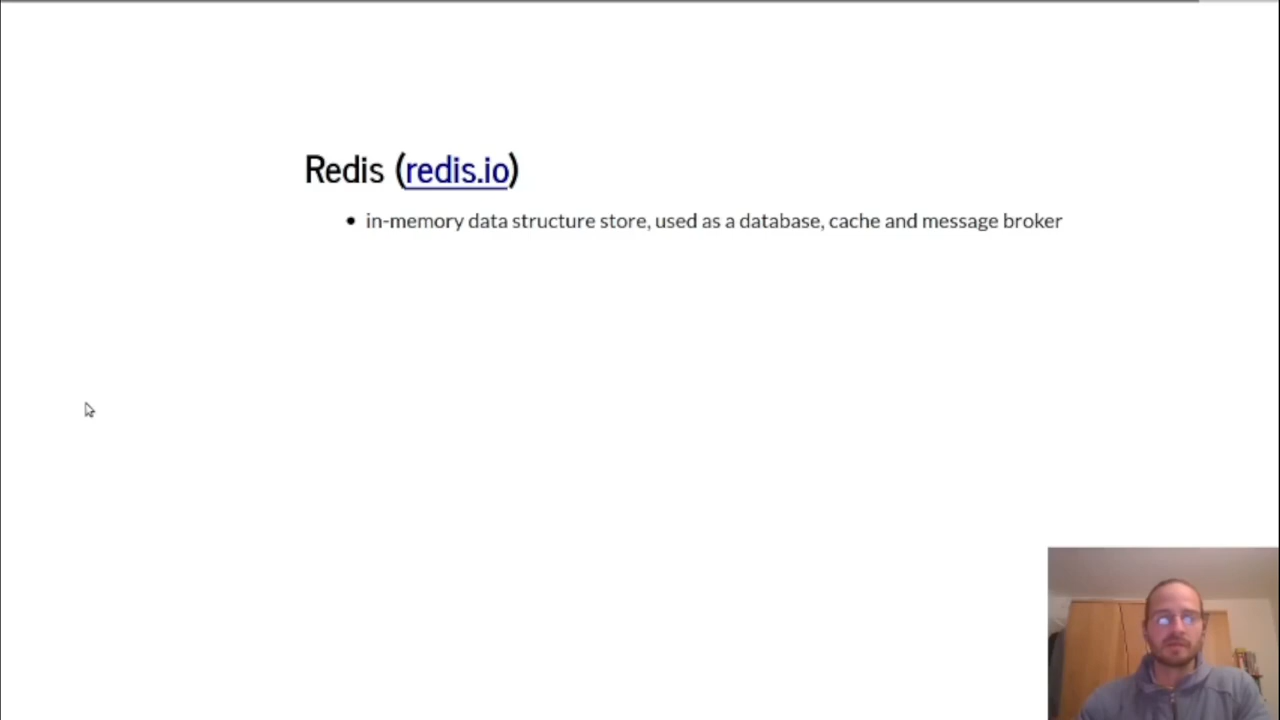 Redis (redis.io)
• in-memory data structure store, used as a database, cache and message broker